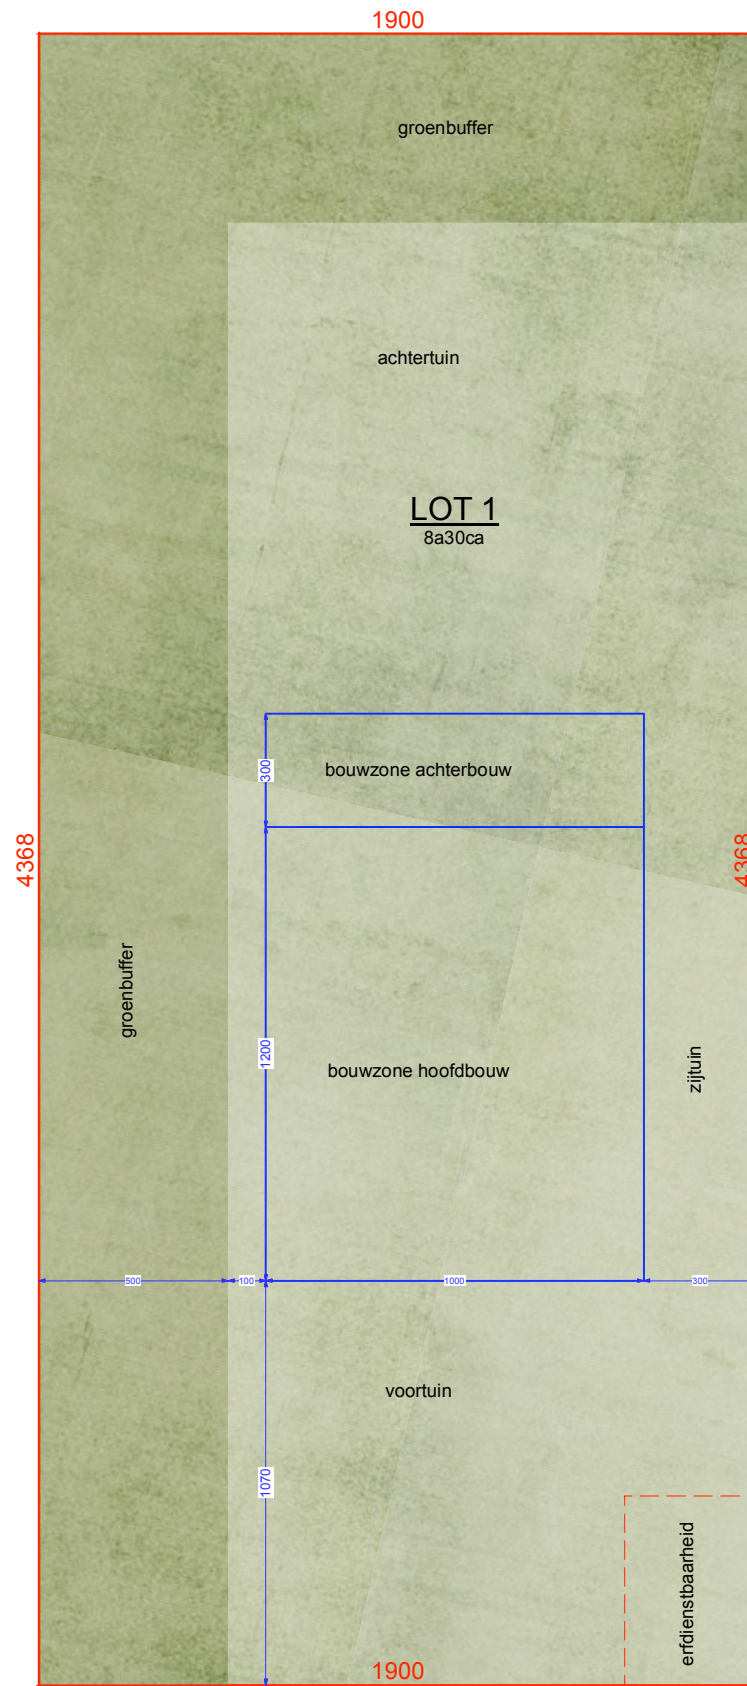 1900
groenbuffer
achtertuin
LOT 1
8a30ca
300
bouwzone achterbouw
4368
4368
groenbuffer
1200
bouwzone hoofdbouw
zijtuin
500
100
1000
300
voortuin
1070
erfdienstbaarheid
1900